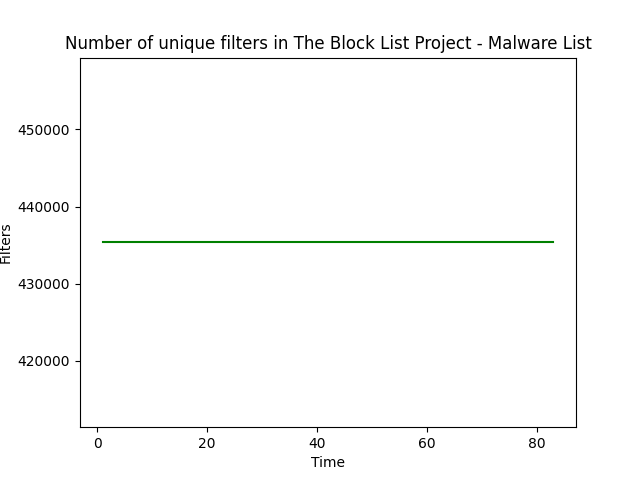 Number of unique filters in The Block List Project - Malware List
450000
440000
430000
420000
Filters
0 20 40 60 80
Time